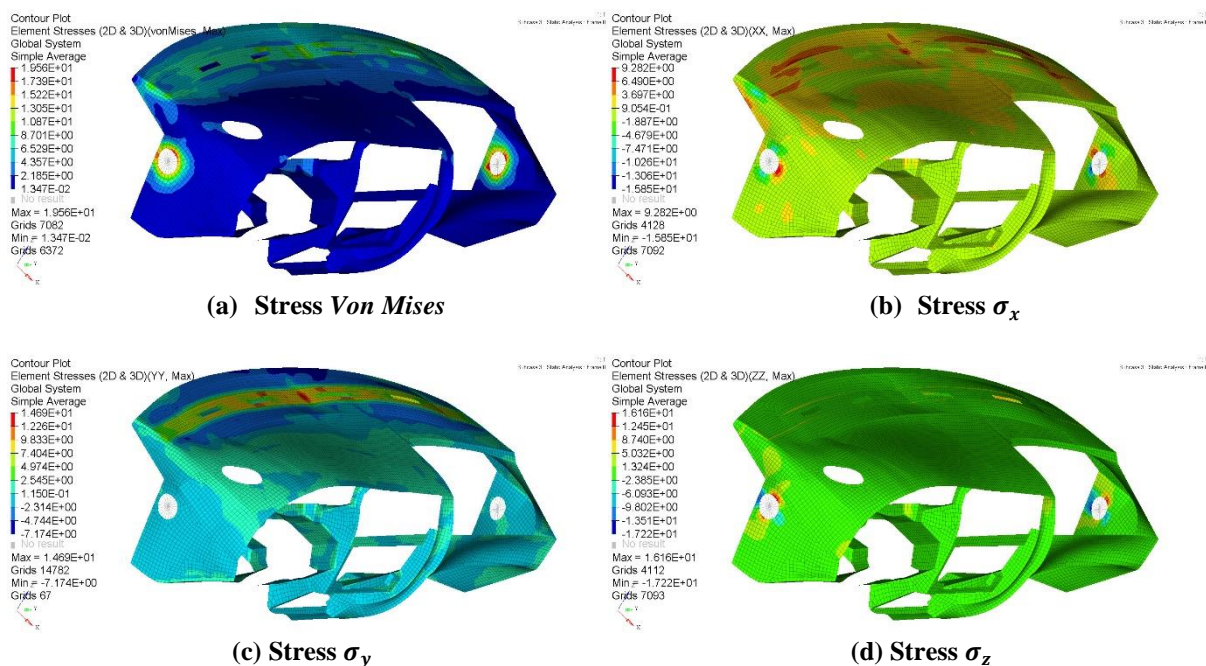 Contour Plot
Element Stresses (2D & 3D)(vonMises, Max)
Global System
Simple Average
1.956E+01
1.739E+01
1.522E+01
1.305E+01
1.087E+01
8.701E+00
6.529E+00
4.357E+00
2.185E+00
1.347E-02
No result
Max = 1.956E+01
Grids 7082
Min = 1.347E-02
Grids 6372
Y
X
(a) Stress Von Mises
Contour Plot
Element Stresses (2D & 3D)(XX, Max)
Global System
Simple Average
9.282E+00
6.490E+00
3.697E+00
9.054E-01
-1.887E+00
-4.679E+00
-7.471E+00
-1.026E+01
-1.306E+01
-1.585E+01
No result
Max = 9.282E+00
Grids 4128
Min = -1.585E+01
Grids 7092
Y
X
(b) Stress σx
Contour Plot
Element Stresses (2D & 3D)(YY, Max)
Global System
Simple Average
1.469E+01
1.226E+01
9.833E+00
7.404E+00
4.974E+00
2.545E+00
1.150E-01
-2.314E+00
-4.744E+00
-7.174E+00
No result
Max = 1.469E+01
Grids 14782
Min = -7.174E+00
Grids 67
Y
X
(c) Stress σy
Contour Plot
Element Stresses (2D & 3D)(ZZ, Max)
Global System
Simple Average
1.616E+01
1.245E+01
8.740E+00
5.032E+00
1.324E+00
-2.385E+00
-6.093E+00
-9.802E+00
-1.351E+01
-1.722E+01
No result
Max = 1.616E+01
Grids 4112
Min = -1.722E+01
Grids 7093
Y
X
(d) Stress σz